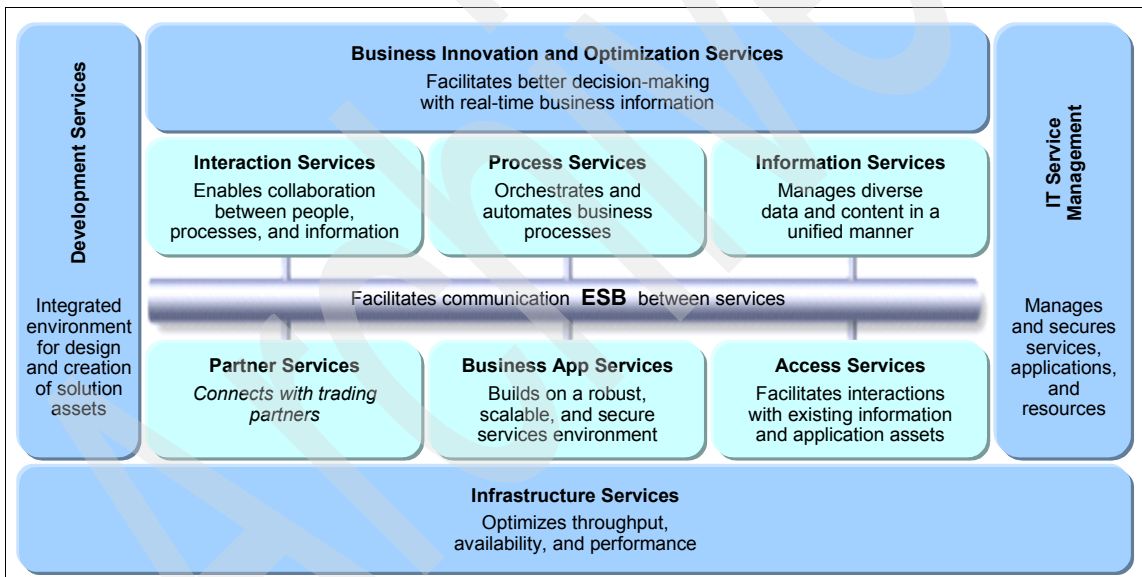 Development Services
Integrated
environment
for design
and creation
of solution
assets
Business Innovation and Optimization Services
Facilitates better decision-making
with real-time business information
Interaction Services
Enables collaboration
between people,
processes, and information
Process Services
Orchestrates and
automates business
processes
Information Services
Manages diverse
data and content in a
unified manner
Facilitates communication ESB between services
Partner Services
Connects with trading
partners
Business App Services
Builds on a robust,
scalable, and secure
services environment
Access Services
Facilitates interactions
with existing information
and application assets
IT Service
Management
Manages
and secures
services,
applications,
and
resources
Infrastructure Services
Optimizes throughput,
availability, and performance